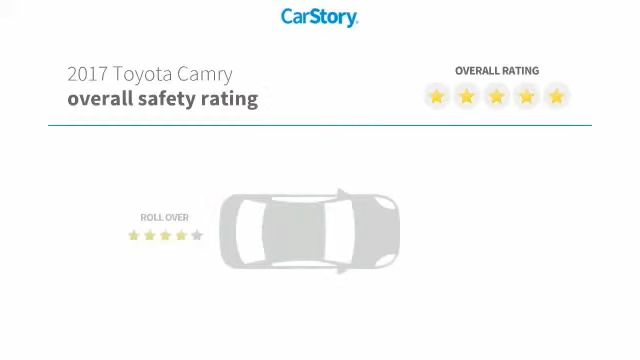 CarStory.
2017 Toyota Camry
overall safety rating
OVERALL RATING
ROLL OVER